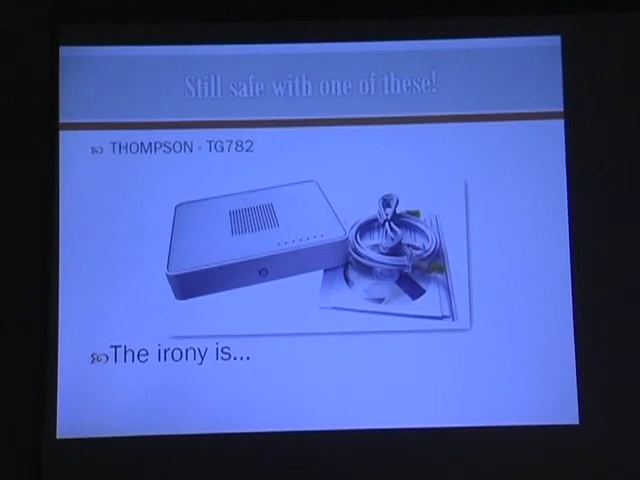 Still safe with one of these!
THOMPSON - TG782
The irony is...